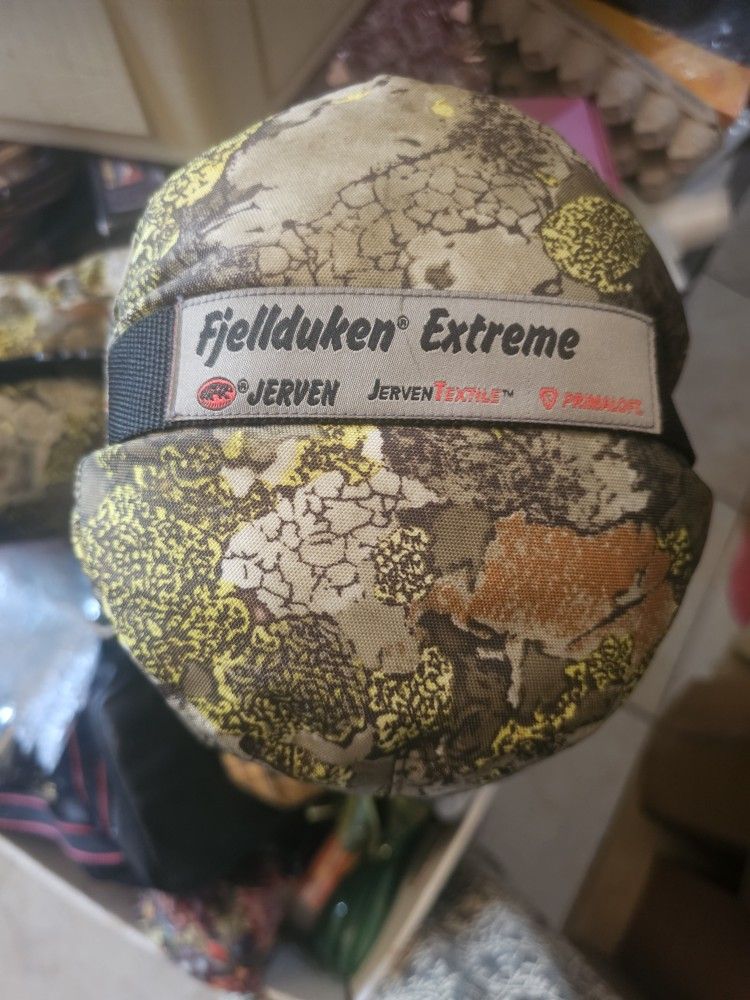 Fjellduken® Extreme
® JERVEN JERVENTEXTILE™ PRIMALOFT